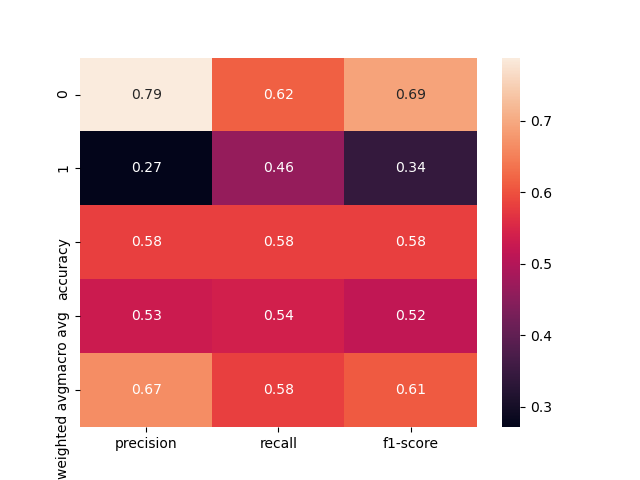 0 0.79 0.62 0.69
1 0.27 0.46 0.34
accuracy 0.58 0.58 0.58
macro avg 0.53 0.54 0.52
weighted avg 0.67 0.58 0.61
precision recall f1-score
0.7
0.6
0.5
0.4
0.3